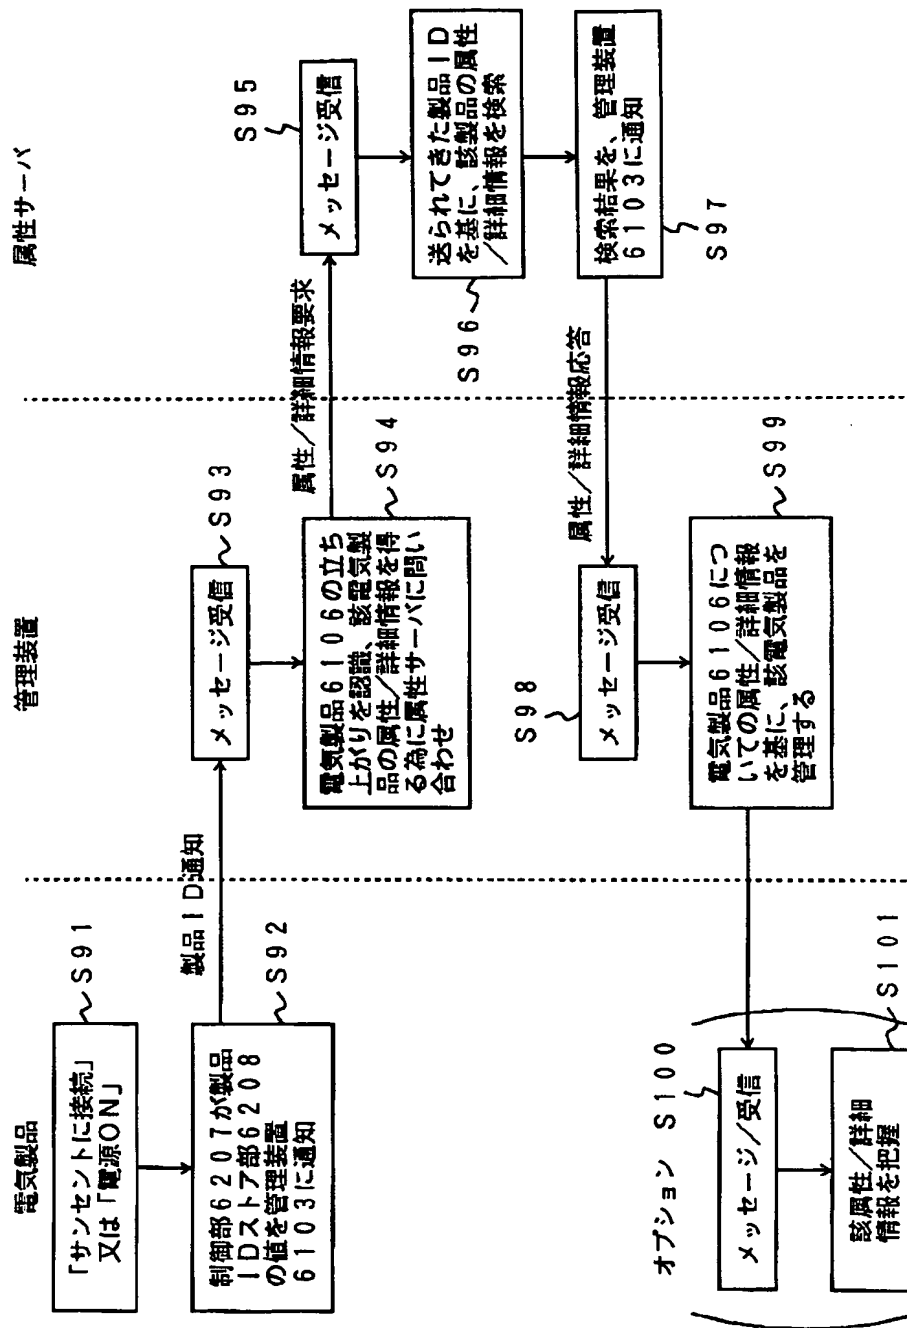 電気製品
管理装置
属性サーバ
「サンセントに接続」
又は「電源ON」
S91
制御部6207が製品
IDストア部6208
の値を管理装置
6103に通知
S92
製品ID通知
メッセージ受信
S93
電気製品6106の立ち
上がりを認識、該電気製
品の属性/詳細情報を得
る為に属性サーバに問い
合わせ
S94
属性/詳細情報要求
メッセージ受信
S95
送られてきた製品ID
を基に、該製品の属性
/詳細情報を検索
S96
検索結果を、管理装置
6103に通知
S97
属性/詳細情報応答
メッセージ受信
S98
電気製品6106につ
いての属性/詳細情報
を基に、該電気製品を
管理する
S99
オプション S100
メッセージ/受信
該属性/詳細
情報を把握
S101